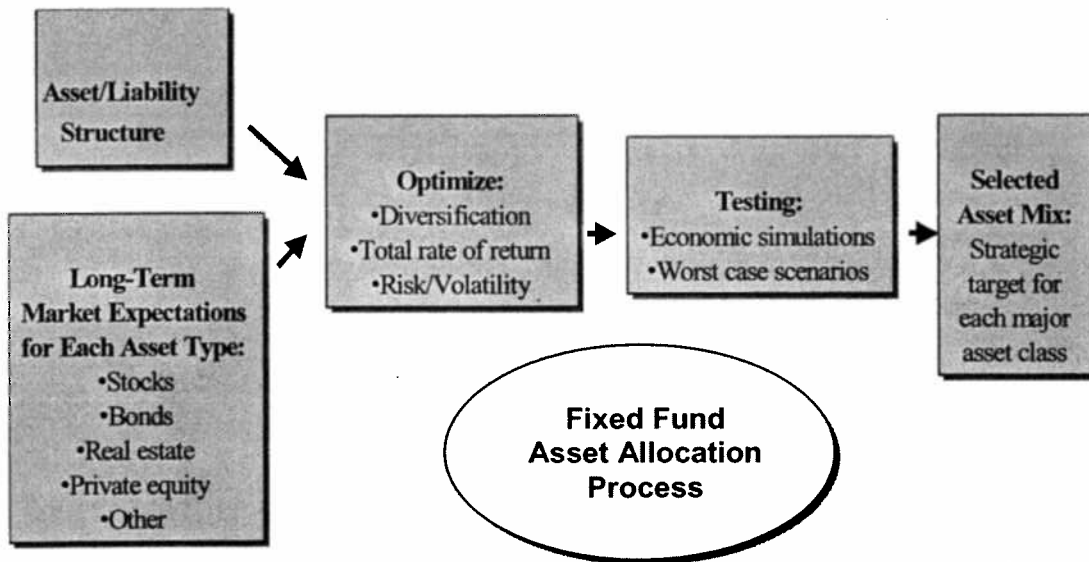 Asset/Liability
Structure
Long-Term
Market Expectations
for Each Asset Type:
•Stocks
•Bonds
•Real estate
•Private equity
•Other
Optimize:
•Diversification
•Total rate of return
•Risk/Volatility
Testing:
•Economic simulations
•Worst case scenarios
Selected
Asset Mix:
Strategic
target for
each major
asset class
Fixed Fund
Asset Allocation
Process